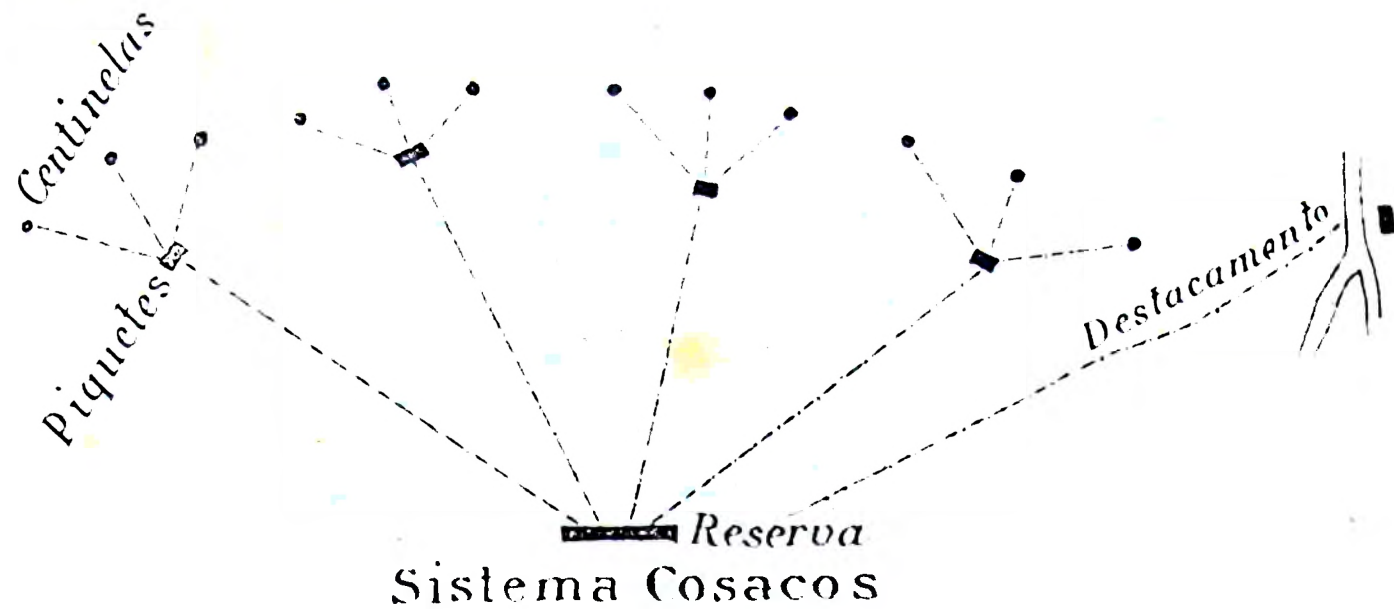 Centinelas
Piquetes
Destacamento
Reserva
Sistema Cosacos